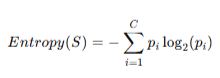 Entropy(S) = − ∑_{i=1}^{C} p_i log_2(p_i)